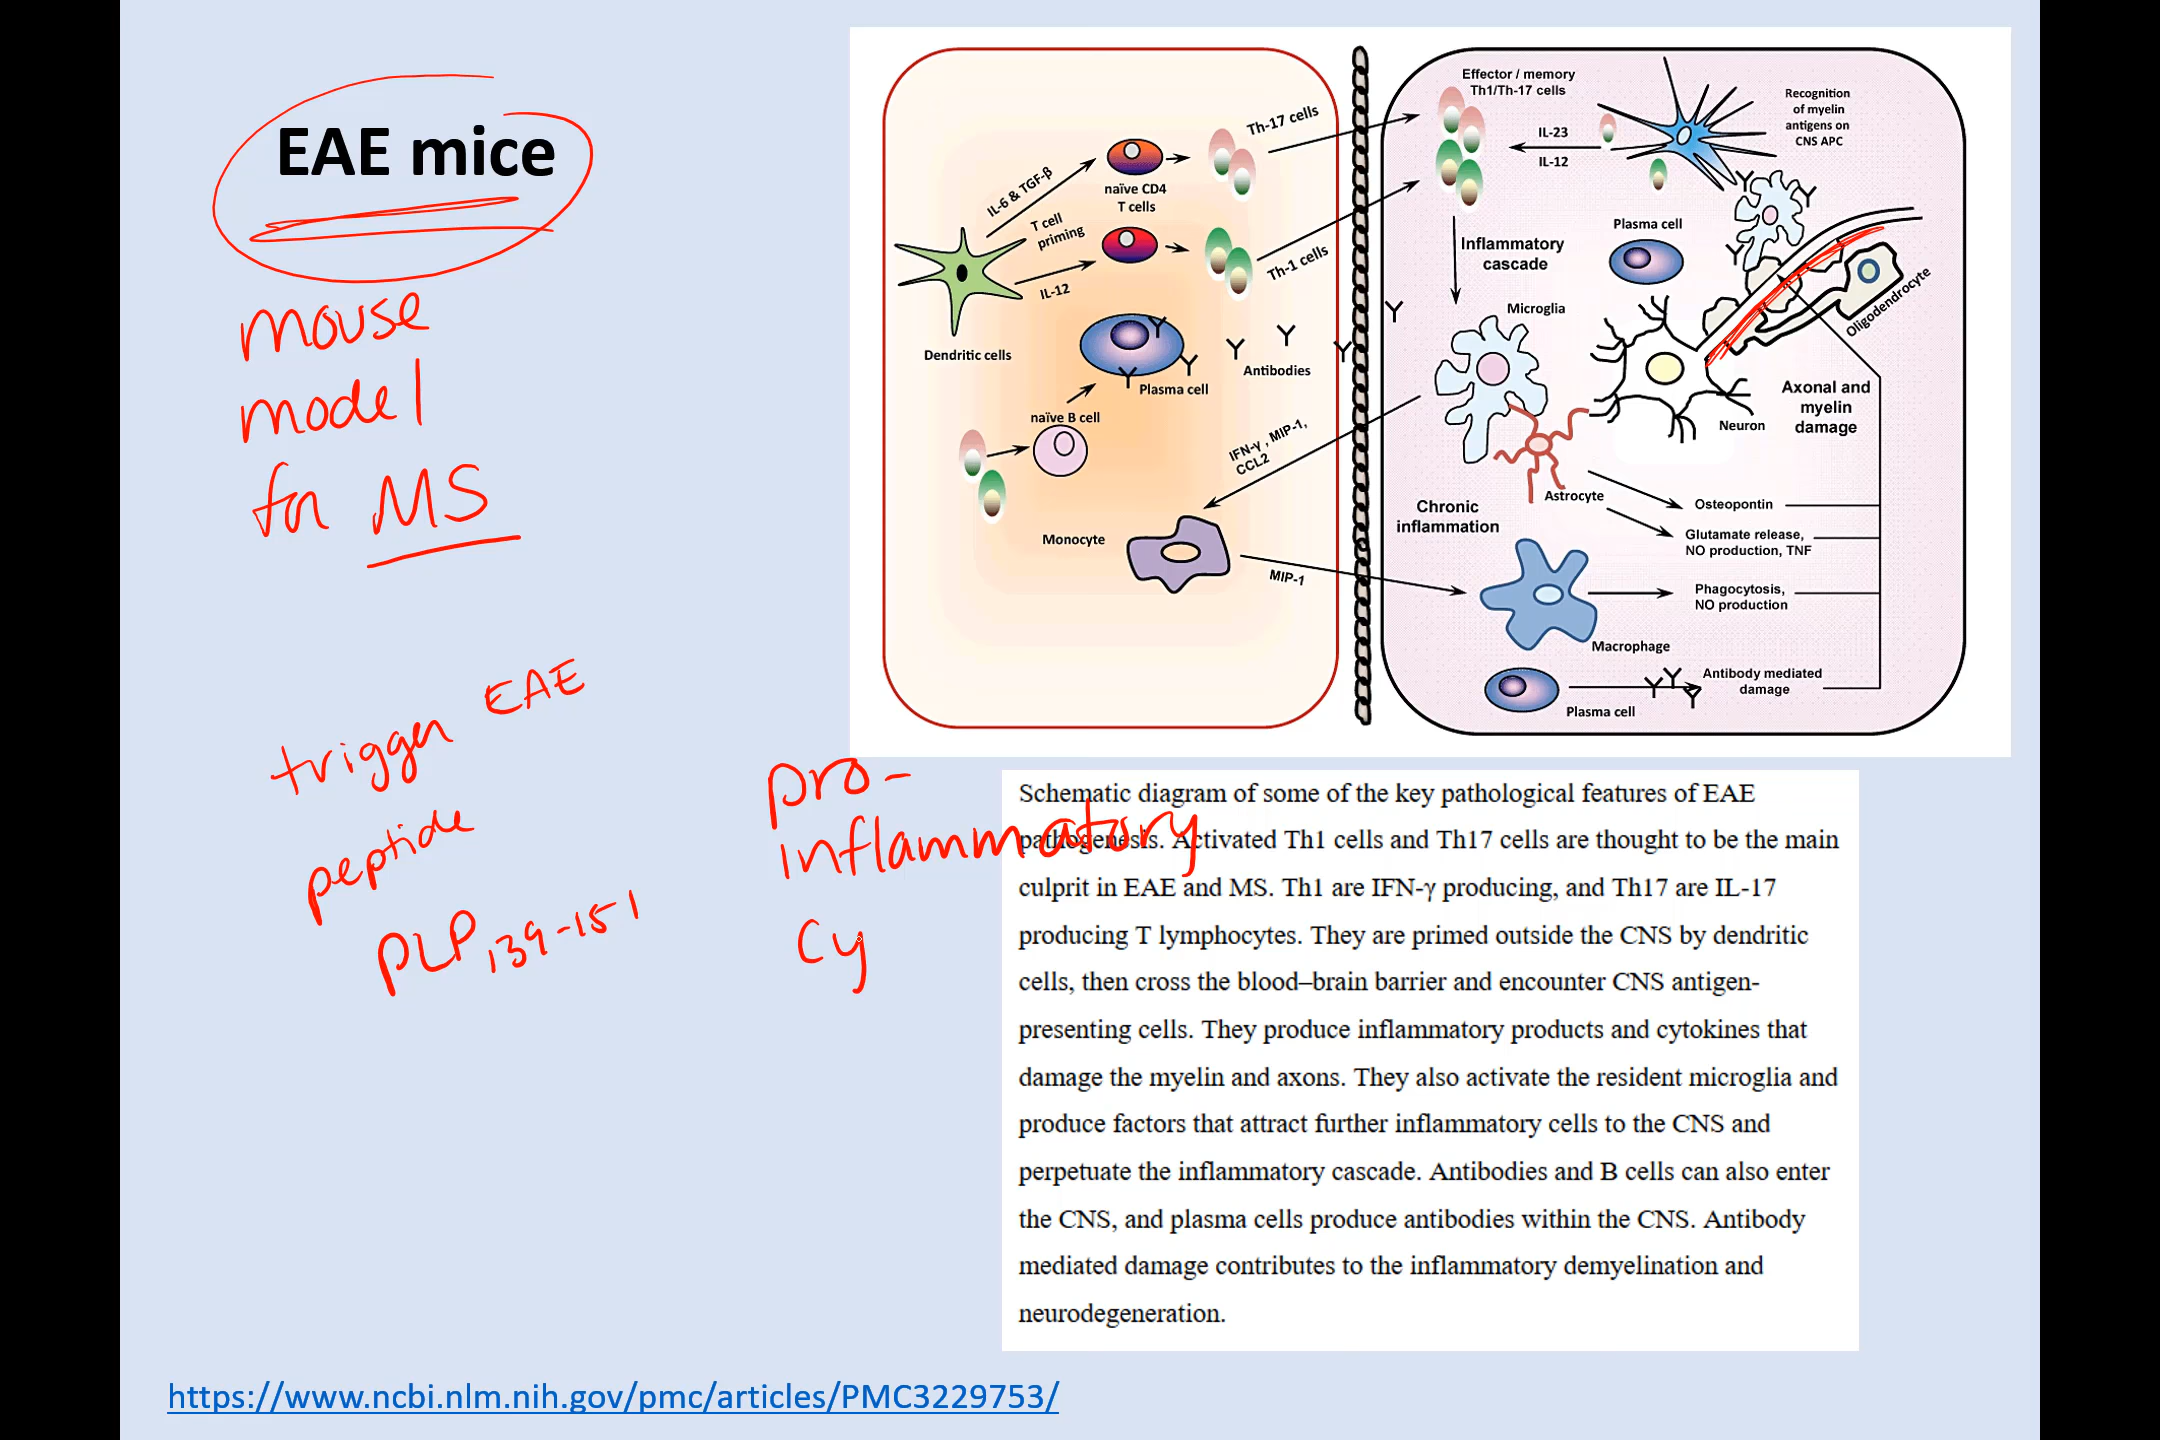 EAE mice
mouse
model
for MS
trigger EAE
peptide
PLP139-151
pro-
inflammatory
Cy
IL-6 & TGF-β
T cell
priming
IL-12
Dendritic cells
naïve CD4
T cells
Th-17 cells
Th-1 cells
Plasma cell
Antibodies
naïve B cell
IFN-γ , MIP-1,
CCL2
Monocyte
MIP-1
Effector / memory
Th1/Th-17 cells
IL-23
IL-12
Recognition
of myelin
antigens on
CNS APC
Plasma cell
Inflammatory
cascade
Microglia
Oligodendrocyte
Axonal and
myelin
damage
Neuron
Astrocyte
Chronic
inflammation
Osteopontin
Glutamate release,
NO production, TNF
Phagocytosis,
NO production
Macrophage
Antibody mediated
damage
Plasma cell
Schematic diagram of some of the key pathological features of EAE
pathogenesis. Activated Th1 cells and Th17 cells are thought to be the main
culprit in EAE and MS. Th1 are IFN-γ producing, and Th17 are IL-17
producing T lymphocytes. They are primed outside the CNS by dendritic
cells, then cross the blood–brain barrier and encounter CNS antigen-
presenting cells. They produce inflammatory products and cytokines that
damage the myelin and axons. They also activate the resident microglia and
produce factors that attract further inflammatory cells to the CNS and
perpetuate the inflammatory cascade. Antibodies and B cells can also enter
the CNS, and plasma cells produce antibodies within the CNS. Antibody
mediated damage contributes to the inflammatory demyelination and
neurodegeneration.
https://www.ncbi.nlm.nih.gov/pmc/articles/PMC3229753/